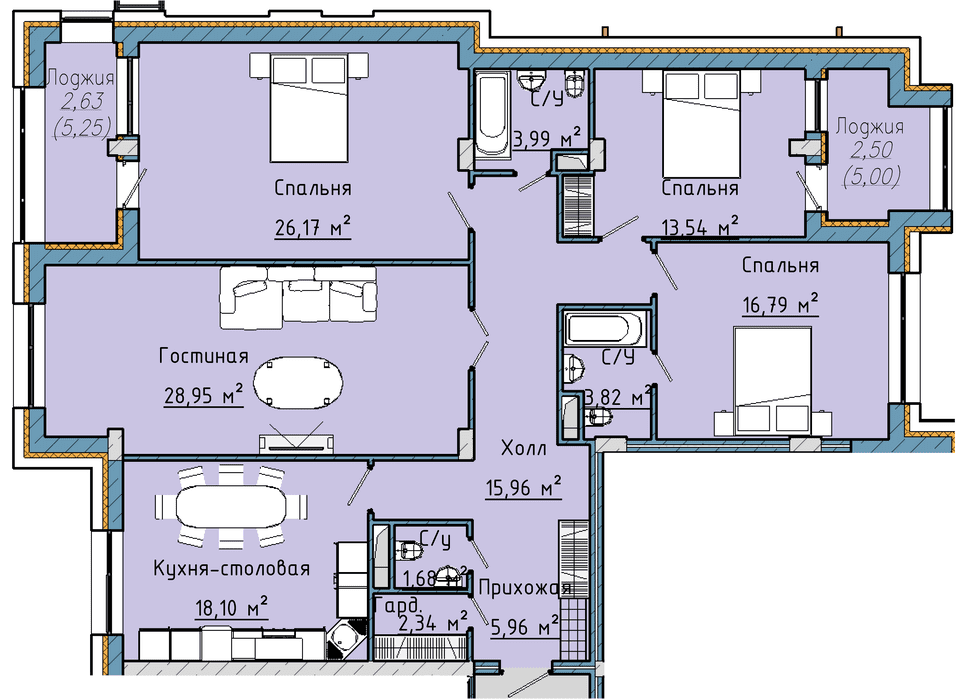 Лоджия
2,63
(5,25)
Спальня
26,17 м²
С/У
3,99 м²
Спальня
13,54 м²
Лоджия
2,50
(5,00)
Спальня
16,79 м²
Гостиная
28,95 м²
С/У
3,82 м²
Холл
15,96 м²
Кухня-столовая
18,10 м²
С/у
1,68 м²
Гард.
2,34 м²
Прихожая
5,96 м²